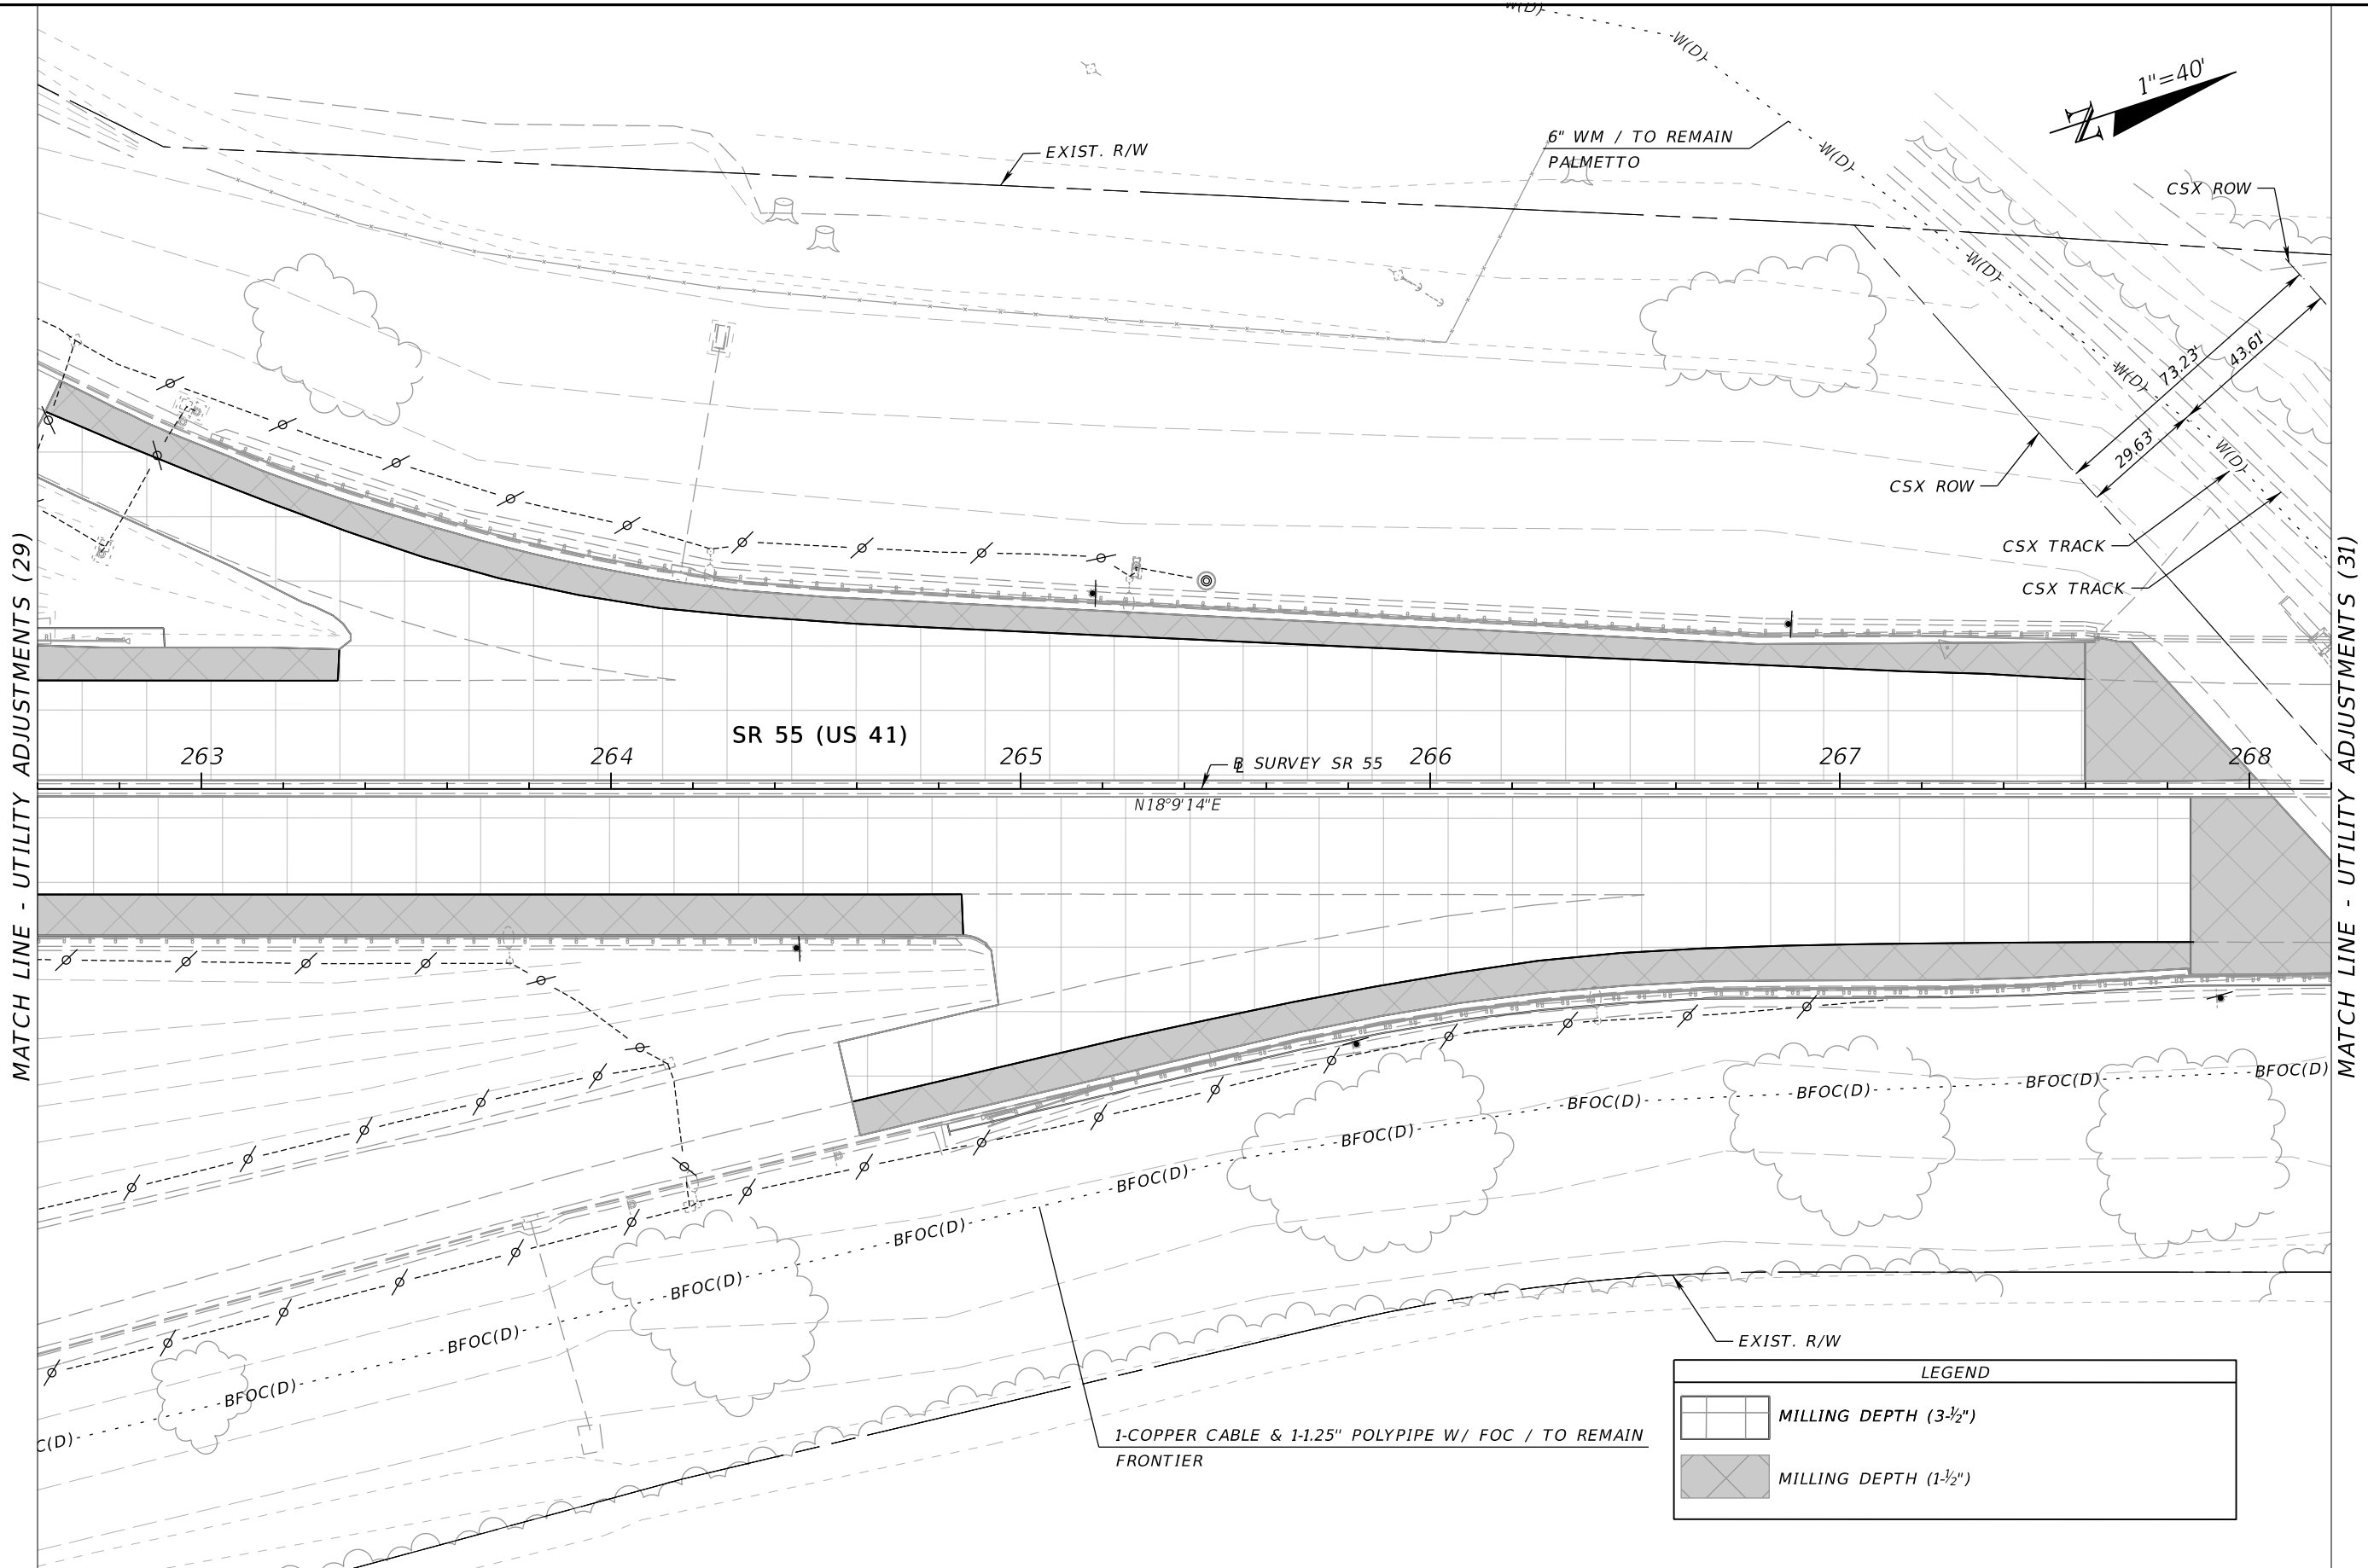 W(D)
W(D)
1"=40'
N
6" WM / TO REMAIN
PALMETTO
W(D)
EXIST. R/W
CSX ROW
W(D)
73.23'
43.61'
W(D)
29.63'
W(D)
CSX ROW
CSX TRACK
CSX TRACK
MATCH LINE - UTILITY ADJUSTMENTS (29)
MATCH LINE - UTILITY ADJUSTMENTS (31)
SR 55 (US 41)
263
264
265
266
267
268
℄ SURVEY SR 55
N18°9'14"E
BFOC(D)
BFOC(D)
BFOC(D)
BFOC(D)
BFOC(D)
BFOC(D)
BFOC(D)
BFOC(D)
BFOC(D)
BFOC(D)
C(D)
EXIST. R/W
1-COPPER CABLE & 1-1.25" POLYPIPE W/ FOC / TO REMAIN
FRONTIER
LEGEND
MILLING DEPTH (3-½")
MILLING DEPTH (1-½")